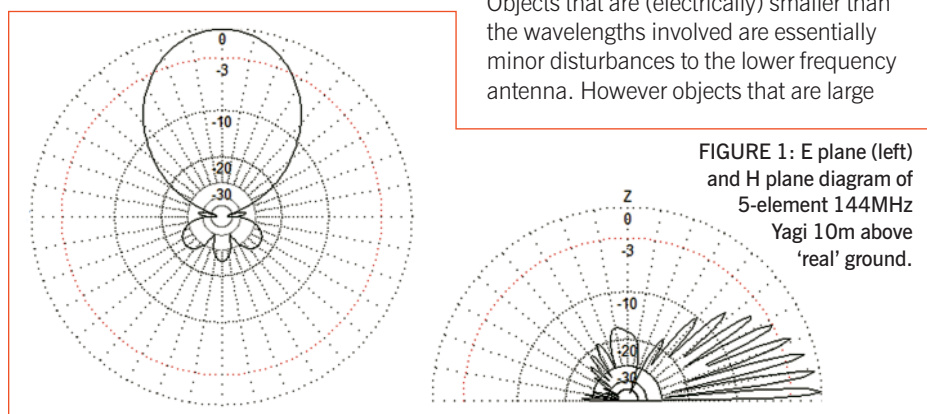 Objects that are (electrically) smaller than
the wavelengths involved are essentially
minor disturbances to the lower frequency
antenna. However objects that are large
0
-3
-10
-20
-30
FIGURE 1: E plane (left)
and H plane diagram of
5-element 144MHz
Yagi 10m above
‘real’ ground.
Z
0
-3
-10
-20
-30